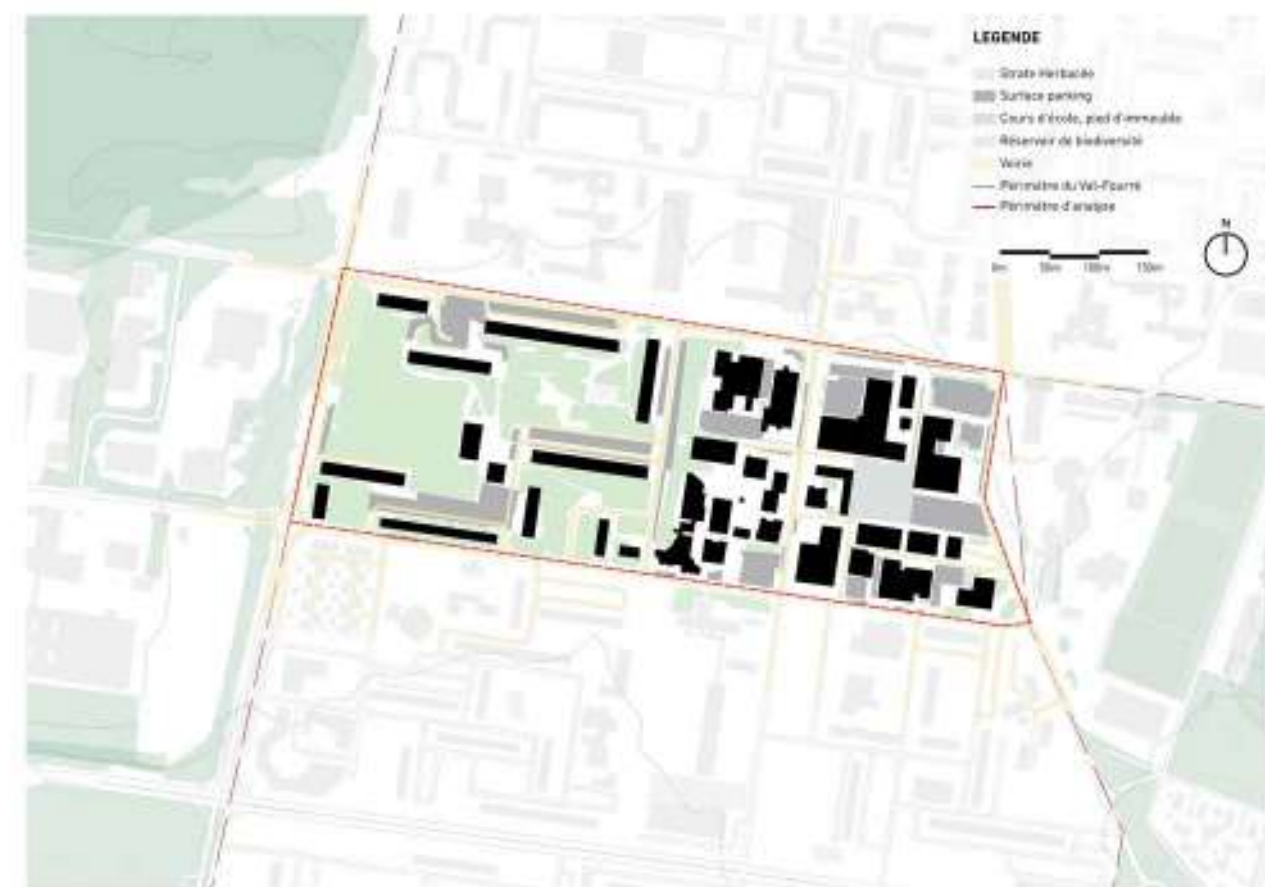 LEGENDE
Strate Herbacée
Surface parking
Cours d'école, pied d'immeuble
Réservoir de biodiversité
Voirie
Périmètre du Val-Fourré
Périmètre d'analyse
N
0m 50m 100m 150m